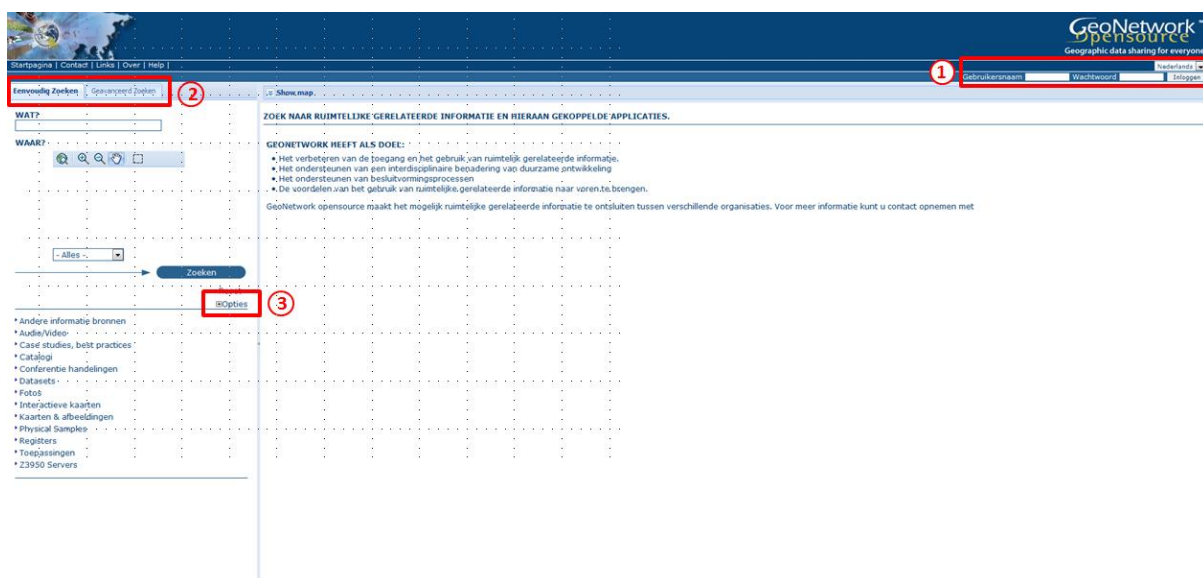 GeoNetwork
Opensource
Geographic data sharing for everyone
Startpagina | Contact | Links | Over | Help |
Nederlands
1
Gebruikersnaam Wachtwoord Inloggen
Eenvoudig Zoeken Geavanceerd Zoeken
2
Show map.
WAT?
ZOEK NAAR RUIMTELIJKE GERELATEERDE INFORMATIE EN HIERAAN GEKOPPELDE APPLICATIES.
WAAR?
GEONETWORK HEEFT ALS DOEL:
• Het verbeteren van de toegang en het gebruik van ruimtelijk gerelateerde informatie.
• Het ondersteunen van een interdisciplinaire benadering van duurzame ontwikkeling
• Het ondersteunen van besluitvormingsprocessen
• De voordelen van het gebruik van ruimtelijke gerelateerde informatie naar voren te brengen.
GeoNetwork opensource maakt het mogelijk ruimtelijke gerelateerde informatie te ontsluiten tussen verschillende organisaties. Voor meer informatie kunt u contact opnemen met
- Alles -
Zoeken
Opties
3
Andere informatie bronnen
Audio/Video
Case studies, best practices
Catalogi
Conferentie handelingen
Datasets
Fotos
Interactieve kaarten
Kaarten & afbeeldingen
Physical Samples
Registers
Toepassingen
Z3950 Servers